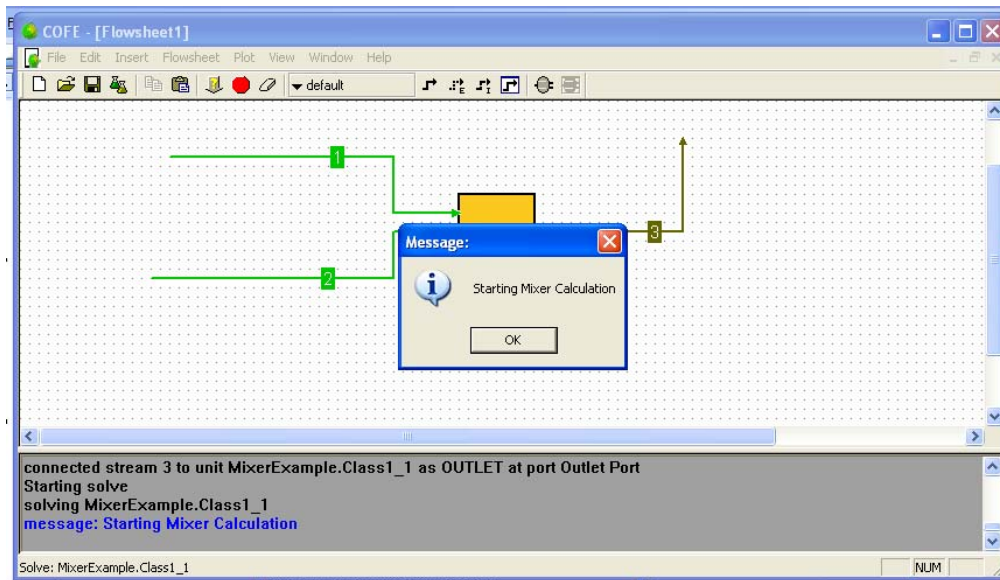 COFE - [Flowsheet1]
File Edit Insert Flowsheet Plot View Window Help
default
E
I
1
2
3
Message:
Starting Mixer Calculation
OK
connected stream 3 to unit MixerExample.Class1_1 as OUTLET at port Outlet Port
Starting solve
solving MixerExample.Class1_1
message: Starting Mixer Calculation
Solve: MixerExample.Class1_1
NUM